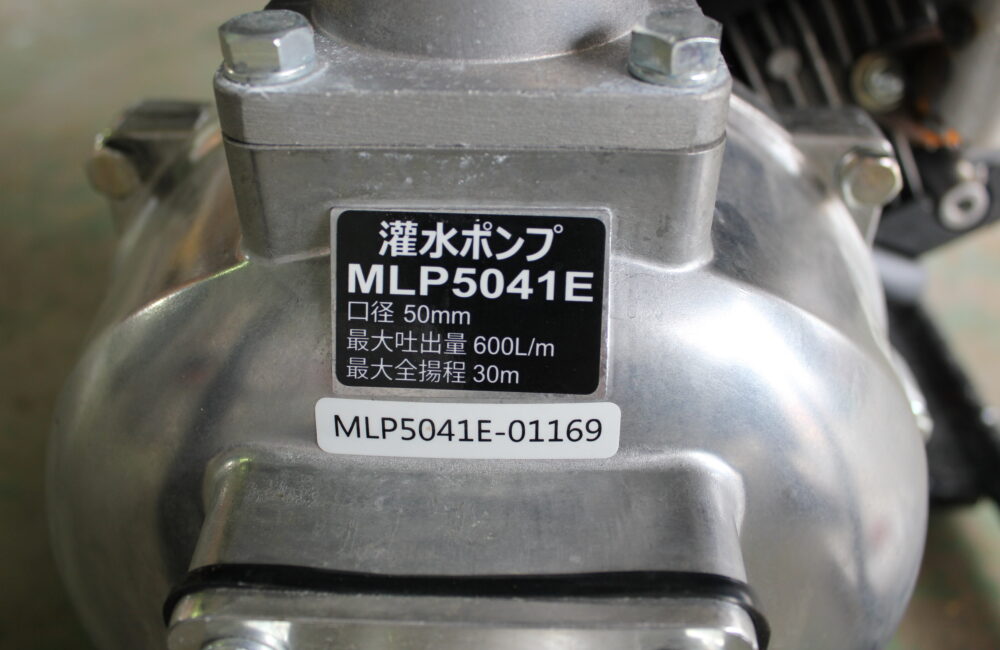 灌水ポンプ
MLP5041E
口径 50mm
最大吐出量 600L/m
最大全揚程 30m
MLP5041E-01169